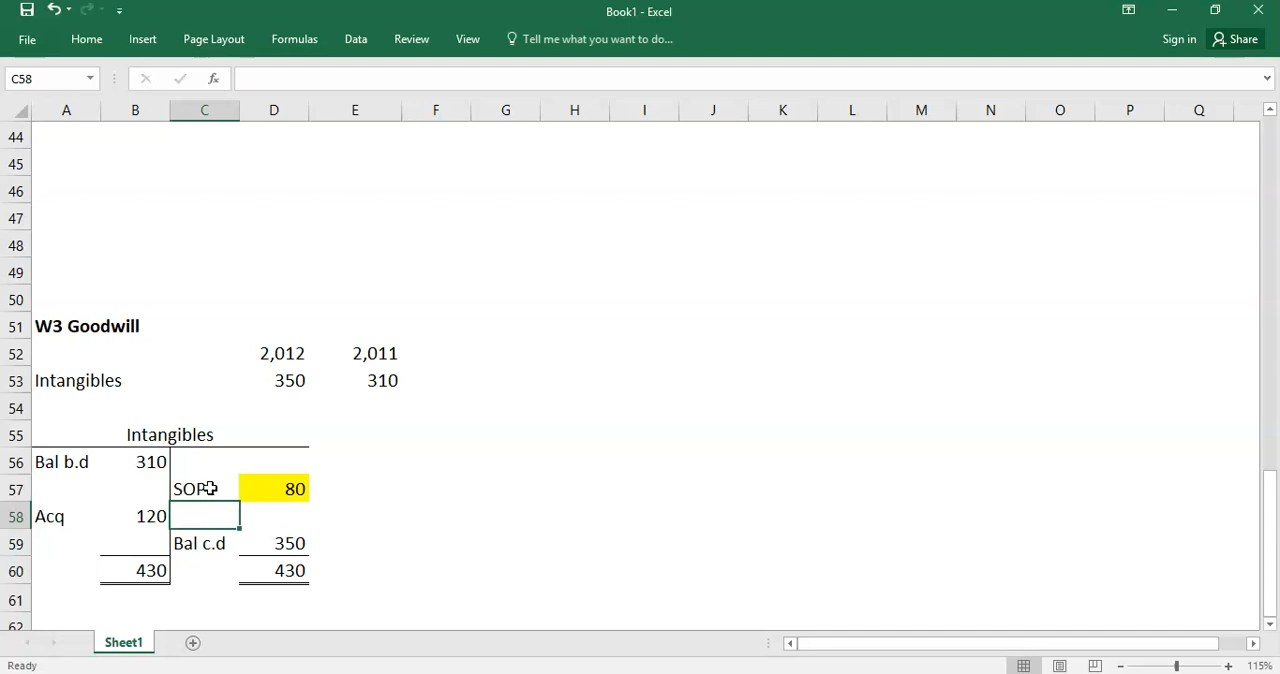 Book1 - Excel
File Home Insert Page Layout Formulas Data Review View Tell me what you want to do... Sign in Share
C58 fx
A B C D E F G H I J K L M N O P Q
44
45
46
47
48
49
50
51 W3 Goodwill
52 2,012 2,011
53 Intangibles 350 310
54
55 Intangibles
56 Bal b.d 310
57 SOP 80
58 Acq 120
59 Bal c.d 350
60 430 430
61
62
Sheet1
Ready 115%